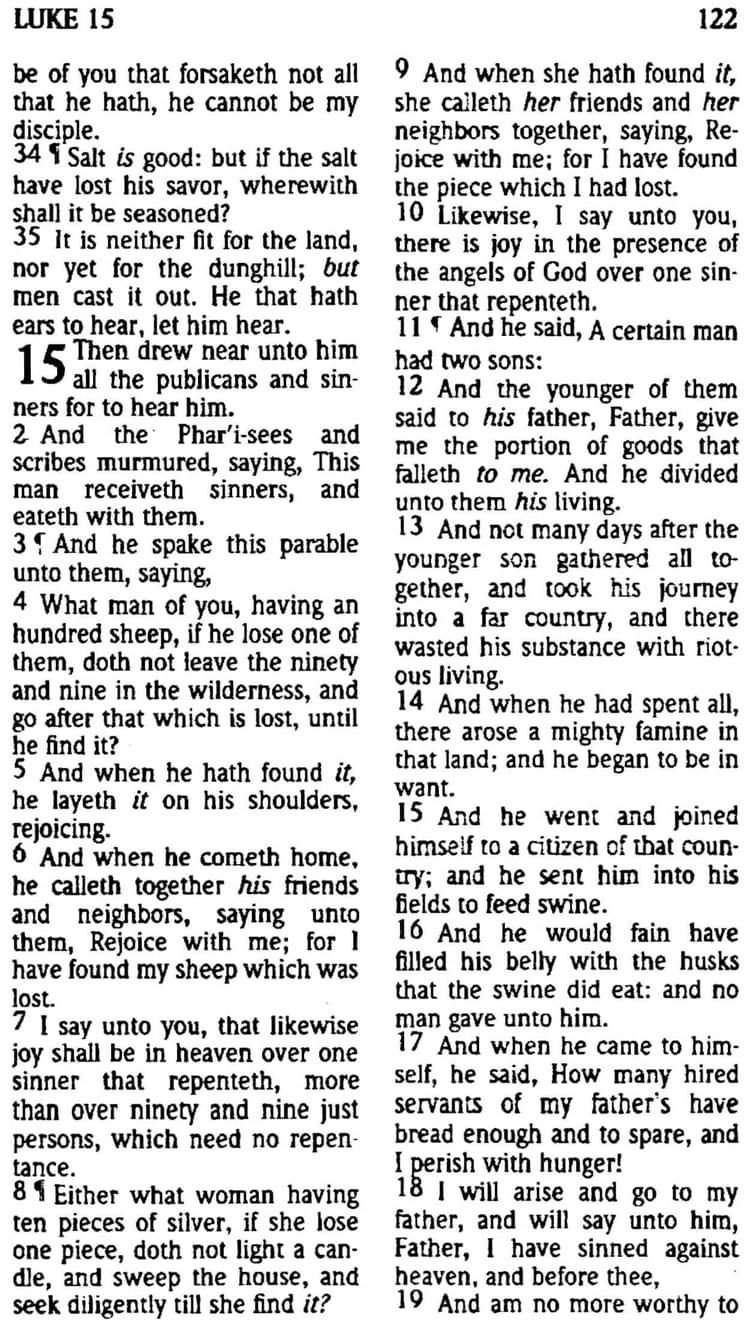 LUKE 15 122
be of you that forsaketh not all
that he hath, he cannot be my
disciple.
34 ¶ Salt is good: but if the salt
have lost his savor, wherewith
shall it be seasoned?
35 It is neither fit for the land,
nor yet for the dunghill; but
men cast it out. He that hath
ears to hear, let him hear.
15 Then drew near unto him
all the publicans and sin-
ners for to hear him.
2 And the Phar'i-sees and
scribes murmured, saying, This
man receiveth sinners, and
eateth with them.
3 ¶ And he spake this parable
unto them, saying,
4 What man of you, having an
hundred sheep, if he lose one of
them, doth not leave the ninety
and nine in the wilderness, and
go after that which is lost, until
he find it?
5 And when he hath found it,
he layeth it on his shoulders,
rejoicing.
6 And when he cometh home,
he calleth together his friends
and neighbors, saying unto
them, Rejoice with me; for I
have found my sheep which was
lost.
7 I say unto you, that likewise
joy shall be in heaven over one
sinner that repenteth, more
than over ninety and nine just
persons, which need no repen-
tance.
8 ¶ Either what woman having
ten pieces of silver, if she lose
one piece, doth not light a can-
dle, and sweep the house, and
seek diligently till she find it?
9 And when she hath found it,
she calleth her friends and her
neighbors together, saying, Re-
joice with me; for I have found
the piece which I had lost.
10 Likewise, I say unto you,
there is joy in the presence of
the angels of God over one sin-
ner that repenteth.
11 ¶ And he said, A certain man
had two sons:
12 And the younger of them
said to his father, Father, give
me the portion of goods that
falleth to me. And he divided
unto them his living.
13 And not many days after the
younger son gathered all to-
gether, and took his journey
into a far country, and there
wasted his substance with riot-
ous living.
14 And when he had spent all,
there arose a mighty famine in
that land; and he began to be in
want.
15 And he went and joined
himself to a citizen of that coun-
try; and he sent him into his
fields to feed swine.
16 And he would fain have
filled his belly with the husks
that the swine did eat: and no
man gave unto him.
17 And when he came to him-
self, he said, How many hired
servants of my father's have
bread enough and to spare, and
I perish with hunger!
18 I will arise and go to my
father, and will say unto him,
Father, I have sinned against
heaven, and before thee,
19 And am no more worthy to